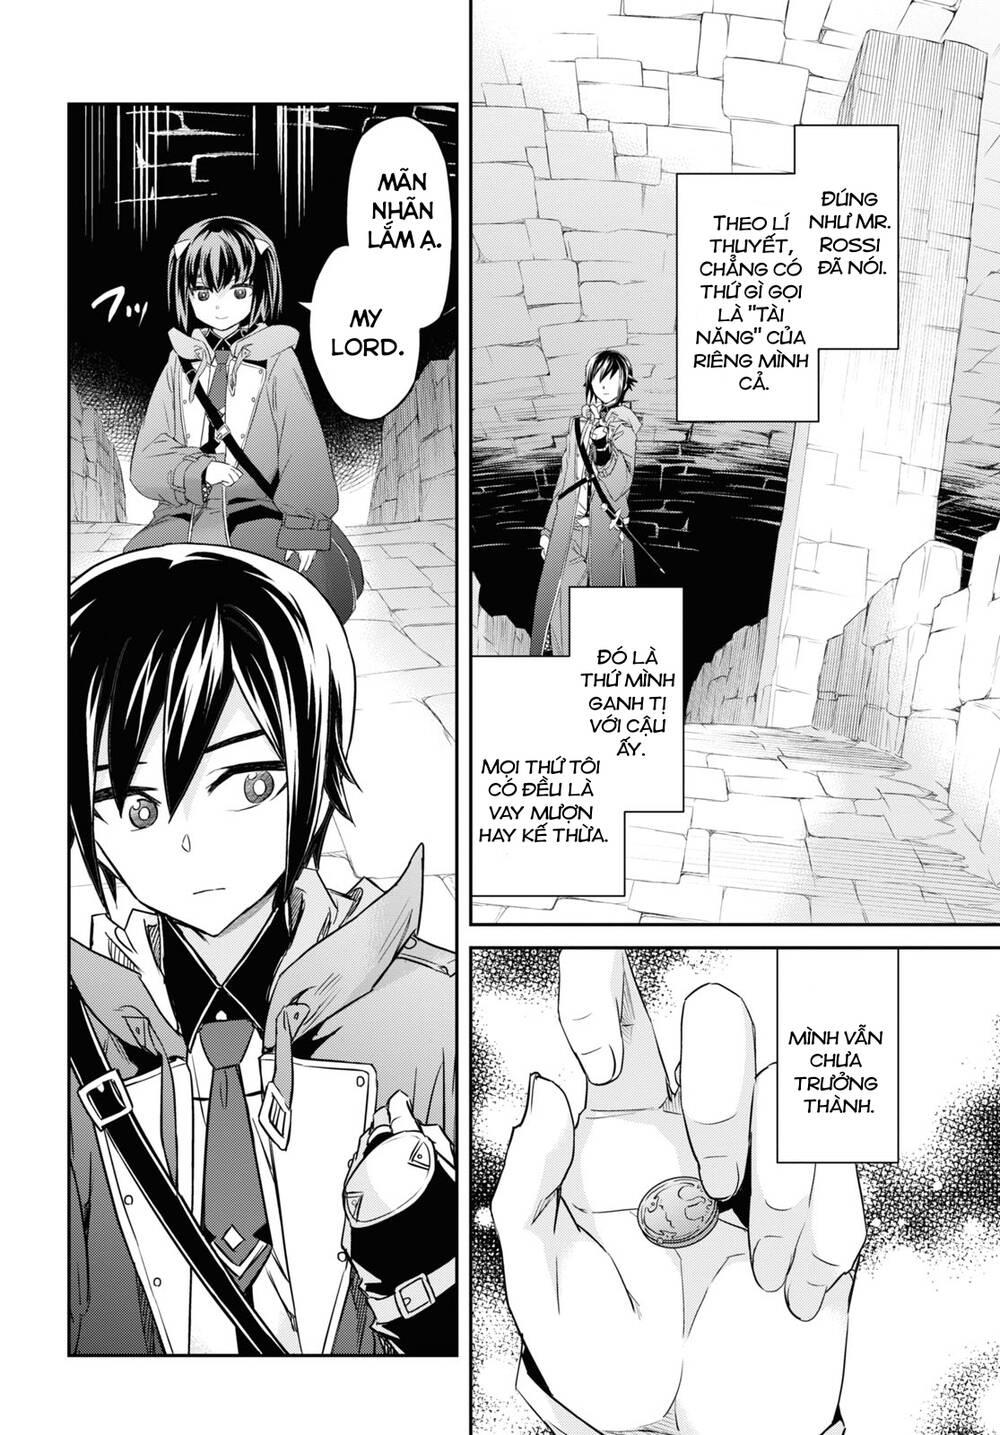 ĐÚNG
NHƯ MR.
ROSSI
ĐÃ NÓI.
THEO LÍ
THUYẾT,
CHẲNG CÓ
THỨ GÌ GỌI
LÀ "TÀI
NĂNG" CỦA
RIÊNG MÌNH
CẢ.
ĐÓ LÀ
THỨ MÌNH
GANH TỊ
VỚI CẬU
ẤY.
MỌI THỨ TÔI
CÓ ĐỀU LÀ
VAY MƯỢN
HAY KẾ THỪA.
MÌNH VẪN
CHƯA
TRƯỞNG
THÀNH.
MÃN
NHÃN
LẮM Ạ.
MY
LORD.
フッ